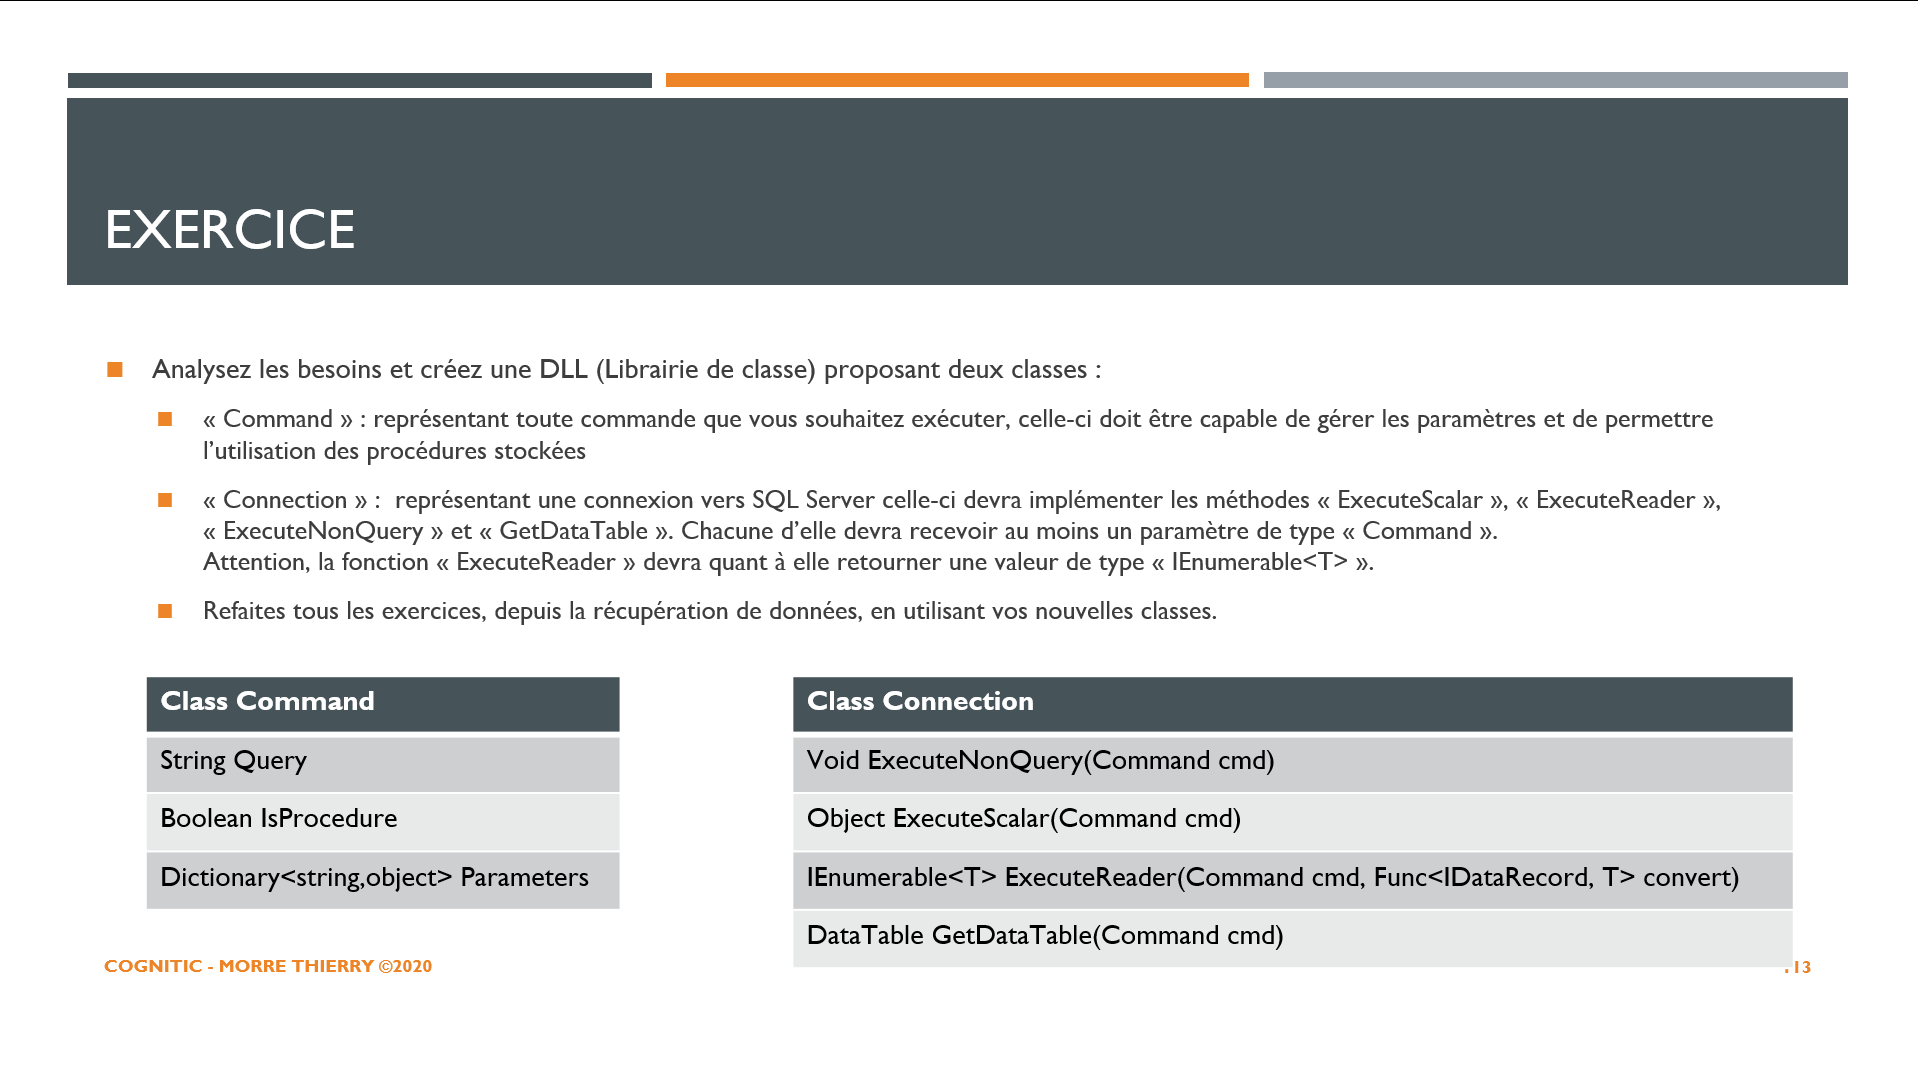 EXERCICE
Analysez les besoins et créez une DLL (Librairie de classe) proposant deux classes :
« Command » : représentant toute commande que vous souhaitez exécuter, celle-ci doit être capable de gérer les paramètres et de permettre
l’utilisation des procédures stockées
« Connection » :  représentant une connexion vers SQL Server celle-ci devra implémenter les méthodes « ExecuteScalar », « ExecuteReader »,
« ExecuteNonQuery » et « GetDataTable ». Chacune d’elle devra recevoir au moins un paramètre de type « Command ».
Attention, la fonction « ExecuteReader » devra quant à elle retourner une valeur de type « IEnumerable<T> ».
Refaites tous les exercices, depuis la récupération de données, en utilisant vos nouvelles classes.
Class Command
String Query
Boolean IsProcedure
Dictionary<string,object> Parameters
Class Connection
Void ExecuteNonQuery(Command cmd)
Object ExecuteScalar(Command cmd)
IEnumerable<T> ExecuteReader(Command cmd, Func<IDataRecord, T> convert)
DataTable GetDataTable(Command cmd)
COGNITIC - MORRE THIERRY ©2020